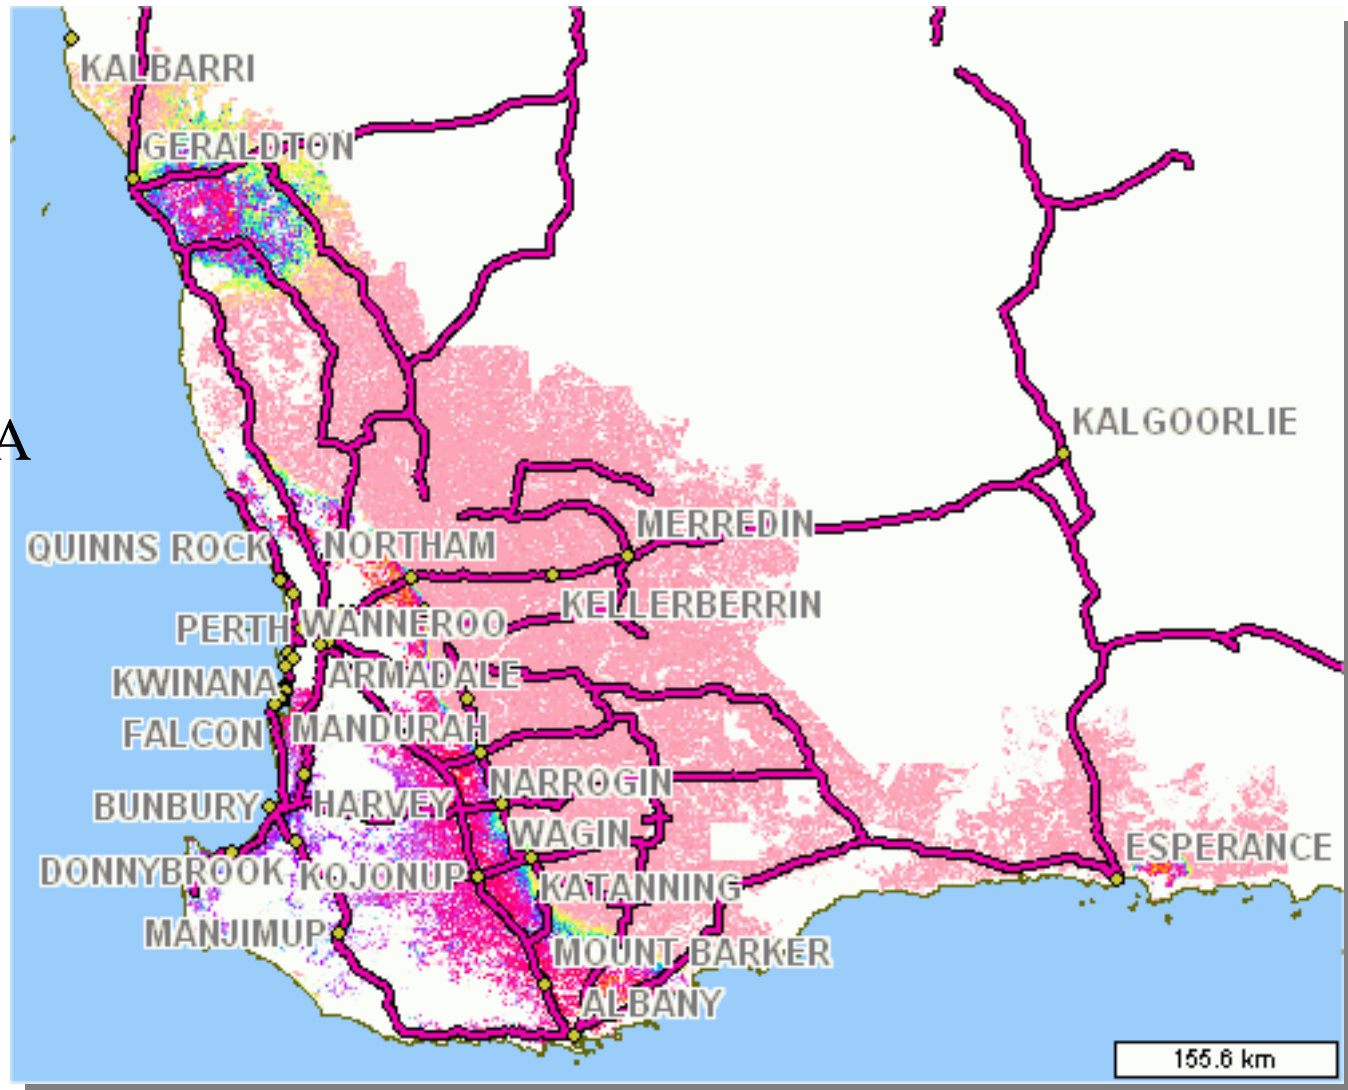 KALBARRI
GERALDTON
A
KALGOORLIE
MERREDIN
QUINNS ROCK
NORTHAM
KELLERBERRIN
PERTH
WANNEROO
ARMADALE
KWINANA
FALCON
MANDURAH
NARROGIN
BUNBURY
HARVEY
WAGIN
ESPERANCE
DONNYBROOK
KOJONUP
KATANNING
MANJIMUP
MOUNT BARKER
ALBANY
155.6 km